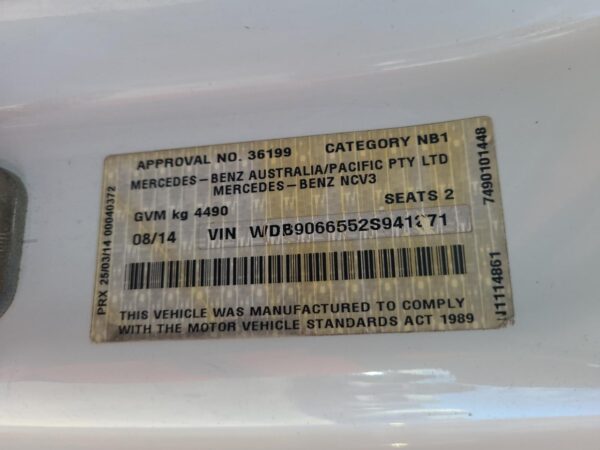 APPROVAL NO. 36199 CATEGORY NB1
MERCEDES-BENZ AUSTRALIA/PACIFIC PTY LTD
MERCEDES-BENZ NCV3
GVM kg 4490 SEATS 2
08/14 VIN
THIS VEHICLE WAS MANUFACTURED TO COMPLY
WITH THE MOTOR VEHICLE STANDARDS ACT 1989
PRX 25/03/14 00040372
7490101448